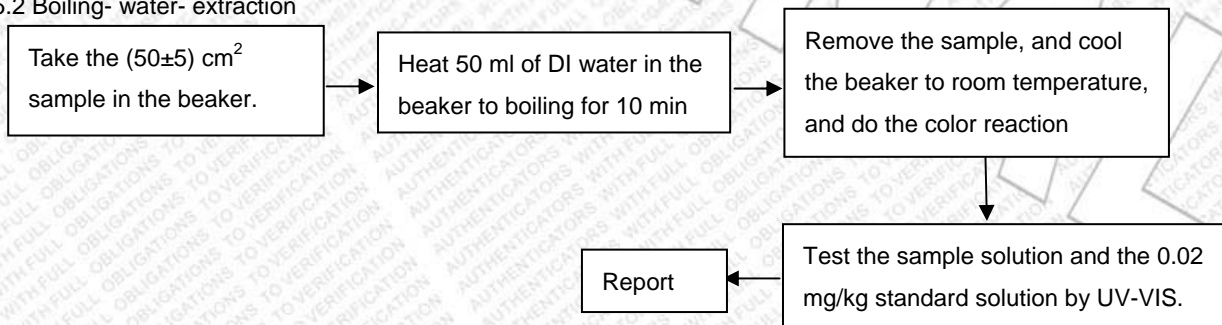 5.2 Boiling- water- extraction
Take the (50±5) cm²
sample in the beaker.
Heat 50 ml of DI water in the
beaker to boiling for 10 min
Remove the sample, and cool
the beaker to room temperature,
and do the color reaction
Test the sample solution and the 0.02
mg/kg standard solution by UV-VIS.
Report